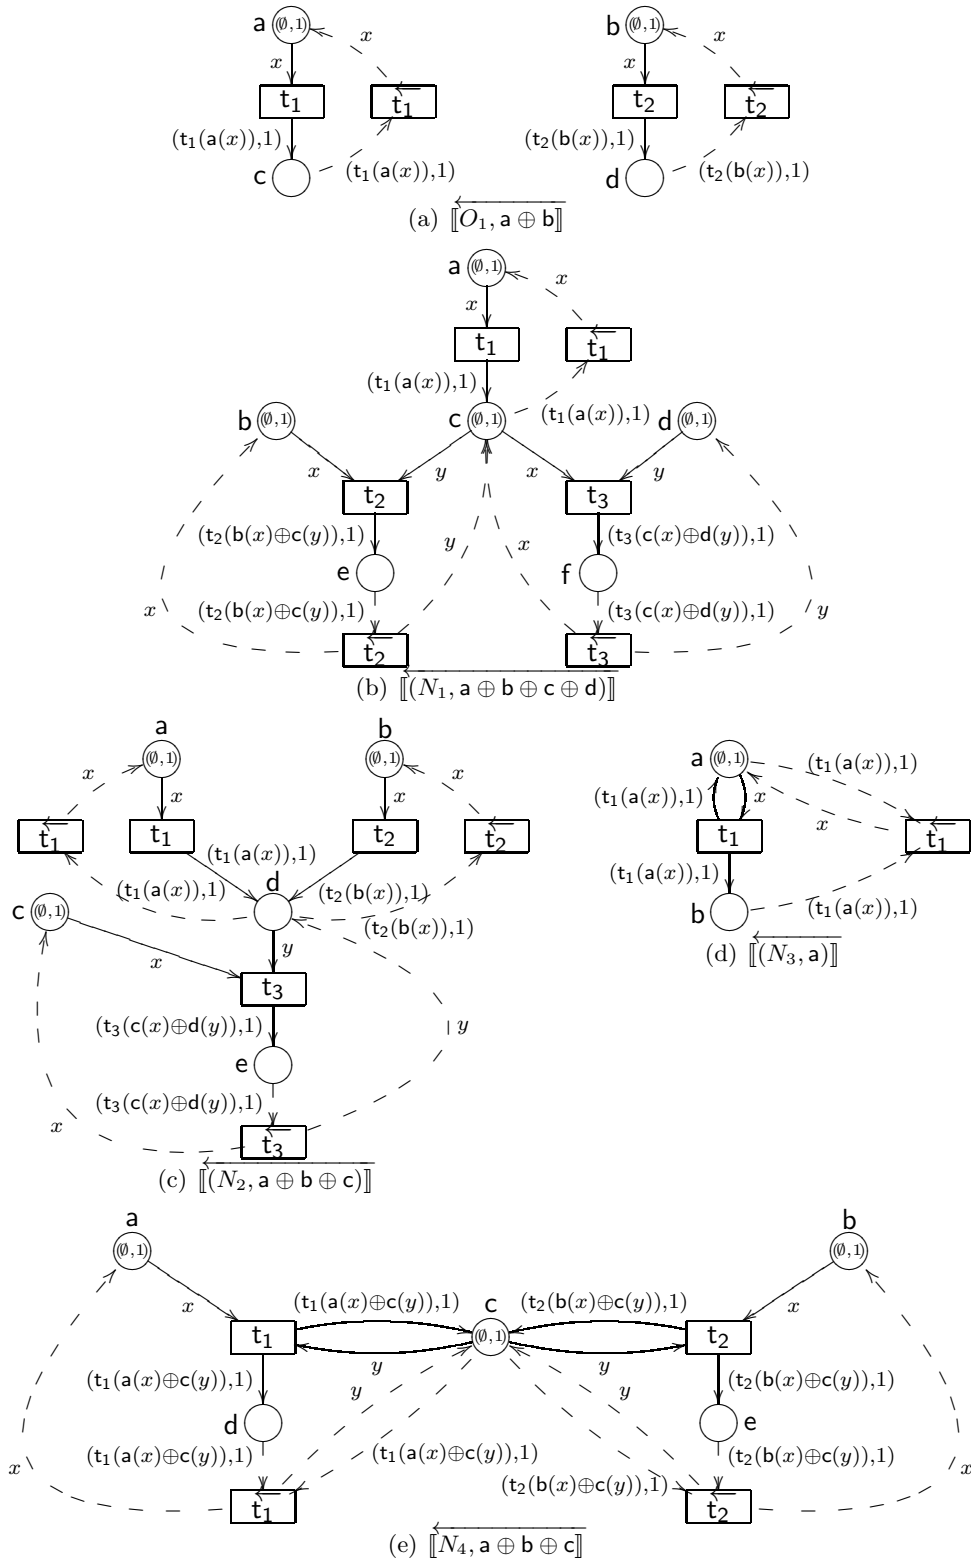 a (∅,1) x b (∅,1) x
x x
t₁ t₁ t₂ t₂
(t₁(a(x)),1) (t₂(b(x)),1)
c (t₁(a(x)),1) d (t₂(b(x)),1)
(a) ⟦O₁, a ⊕ b⟧
a (∅,1) x
x
t₁ t₁
(t₁(a(x)),1)
b (∅,1) c (∅,1) (t₁(a(x)),1) d (∅,1)
x y x y
t₂ t₃
(t₂(b(x)⊕c(y)),1) y x (t₃(c(x)⊕d(y)),1)
e f
x (t₂(b(x)⊕c(y)),1) (t₃(c(x)⊕d(y)),1) y
t₂ t₃
(b) ⟦(N₁, a ⊕ b ⊕ c ⊕ d)⟧
a b
x (∅,1) (∅,1) x
x x
t₁ t₁ t₂ t₂
(t₁(a(x)),1)
(t₁(a(x)),1) d (t₂(b(x)),1)
c (∅,1) (t₂(b(x)),1)
x y
t₃
(t₃(c(x)⊕d(y)),1) y
e
(t₃(c(x)⊕d(y)),1)
x t₃
(c) ⟦(N₂, a ⊕ b ⊕ c)⟧
a (∅,1) (t₁(a(x)),1)
(t₁(a(x)),1) x x
t₁ t₁
(t₁(a(x)),1)
b (t₁(a(x)),1)
(d) ⟦(N₃, a)⟧
a b
(∅,1) (∅,1)
x (t₁(a(x)⊕c(y)),1) c (t₂(b(x)⊕c(y)),1) x
t₁ (∅,1) t₂
y y
(t₁(a(x)⊕c(y)),1) y y (t₂(b(x)⊕c(y)),1)
d e
(t₁(a(x)⊕c(y)),1) (t₁(a(x)⊕c(y)),1) (t₂(b(x)⊕c(y)),1)
x (t₂(b(x)⊕c(y)),1) x
t₁ t₂
(e) ⟦N₄, a ⊕ b ⊕ c⟧